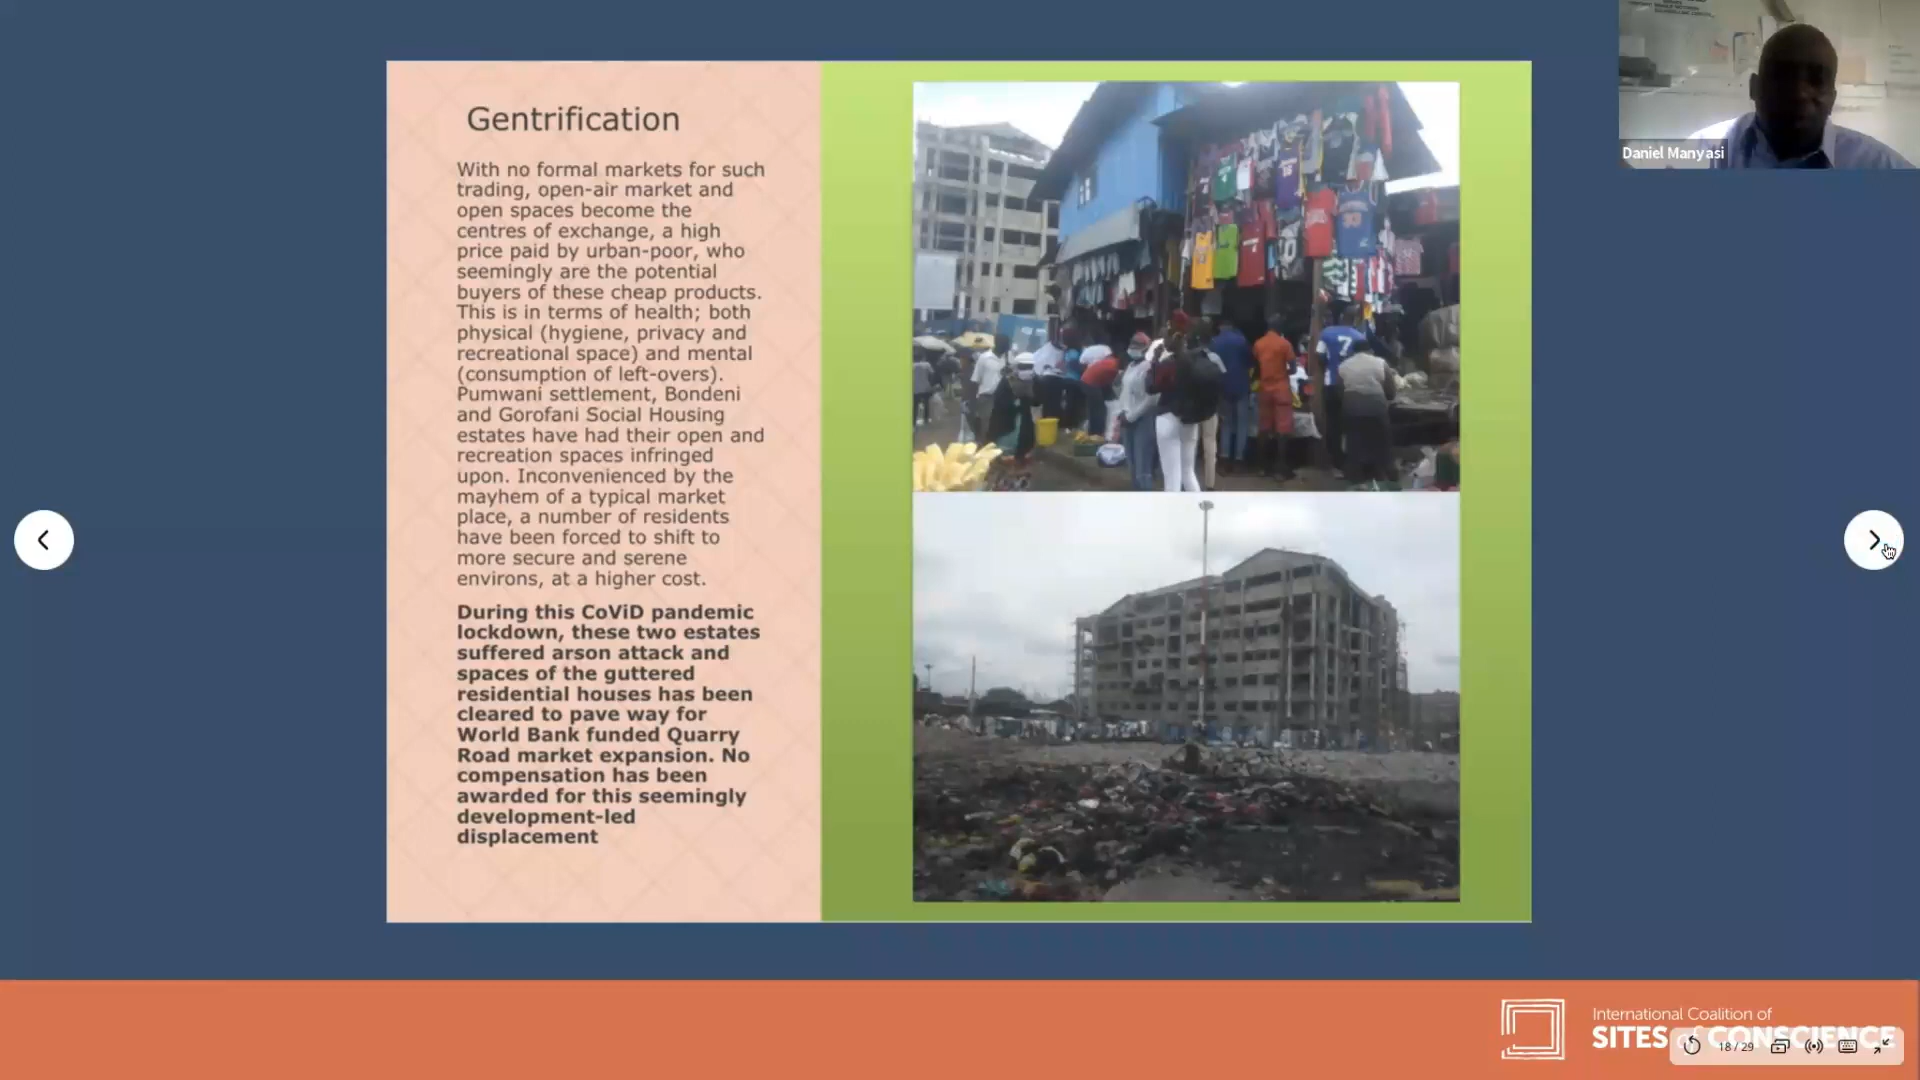 Gentrification
With no formal markets for such
trading, open-air market and
open spaces become the
centres of exchange, a high
price paid by urban-poor, who
seemingly are the potential
buyers of these cheap products.
This is in terms of health; both
physical (hygiene, privacy and
recreational space) and mental
(consumption of left-overs).
Pumwani settlement, Bondeni
and Gorofani Social Housing
estates have had their open and
recreation spaces infringed
upon. Inconvenienced by the
mayhem of a typical market
place, a number of residents
have been forced to shift to
more secure and serene
environs, at a higher cost.
During this CoViD pandemic
lockdown, these two estates
suffered arson attack and
spaces of the guttered
residential houses has been
cleared to pave way for
World Bank funded Quarry
Road market expansion. No
compensation has been
awarded for this seemingly
development-led
displacement
7
10
Daniel Manyasi
International Coalition of
SITES of CONSCIENCE
18 / 29